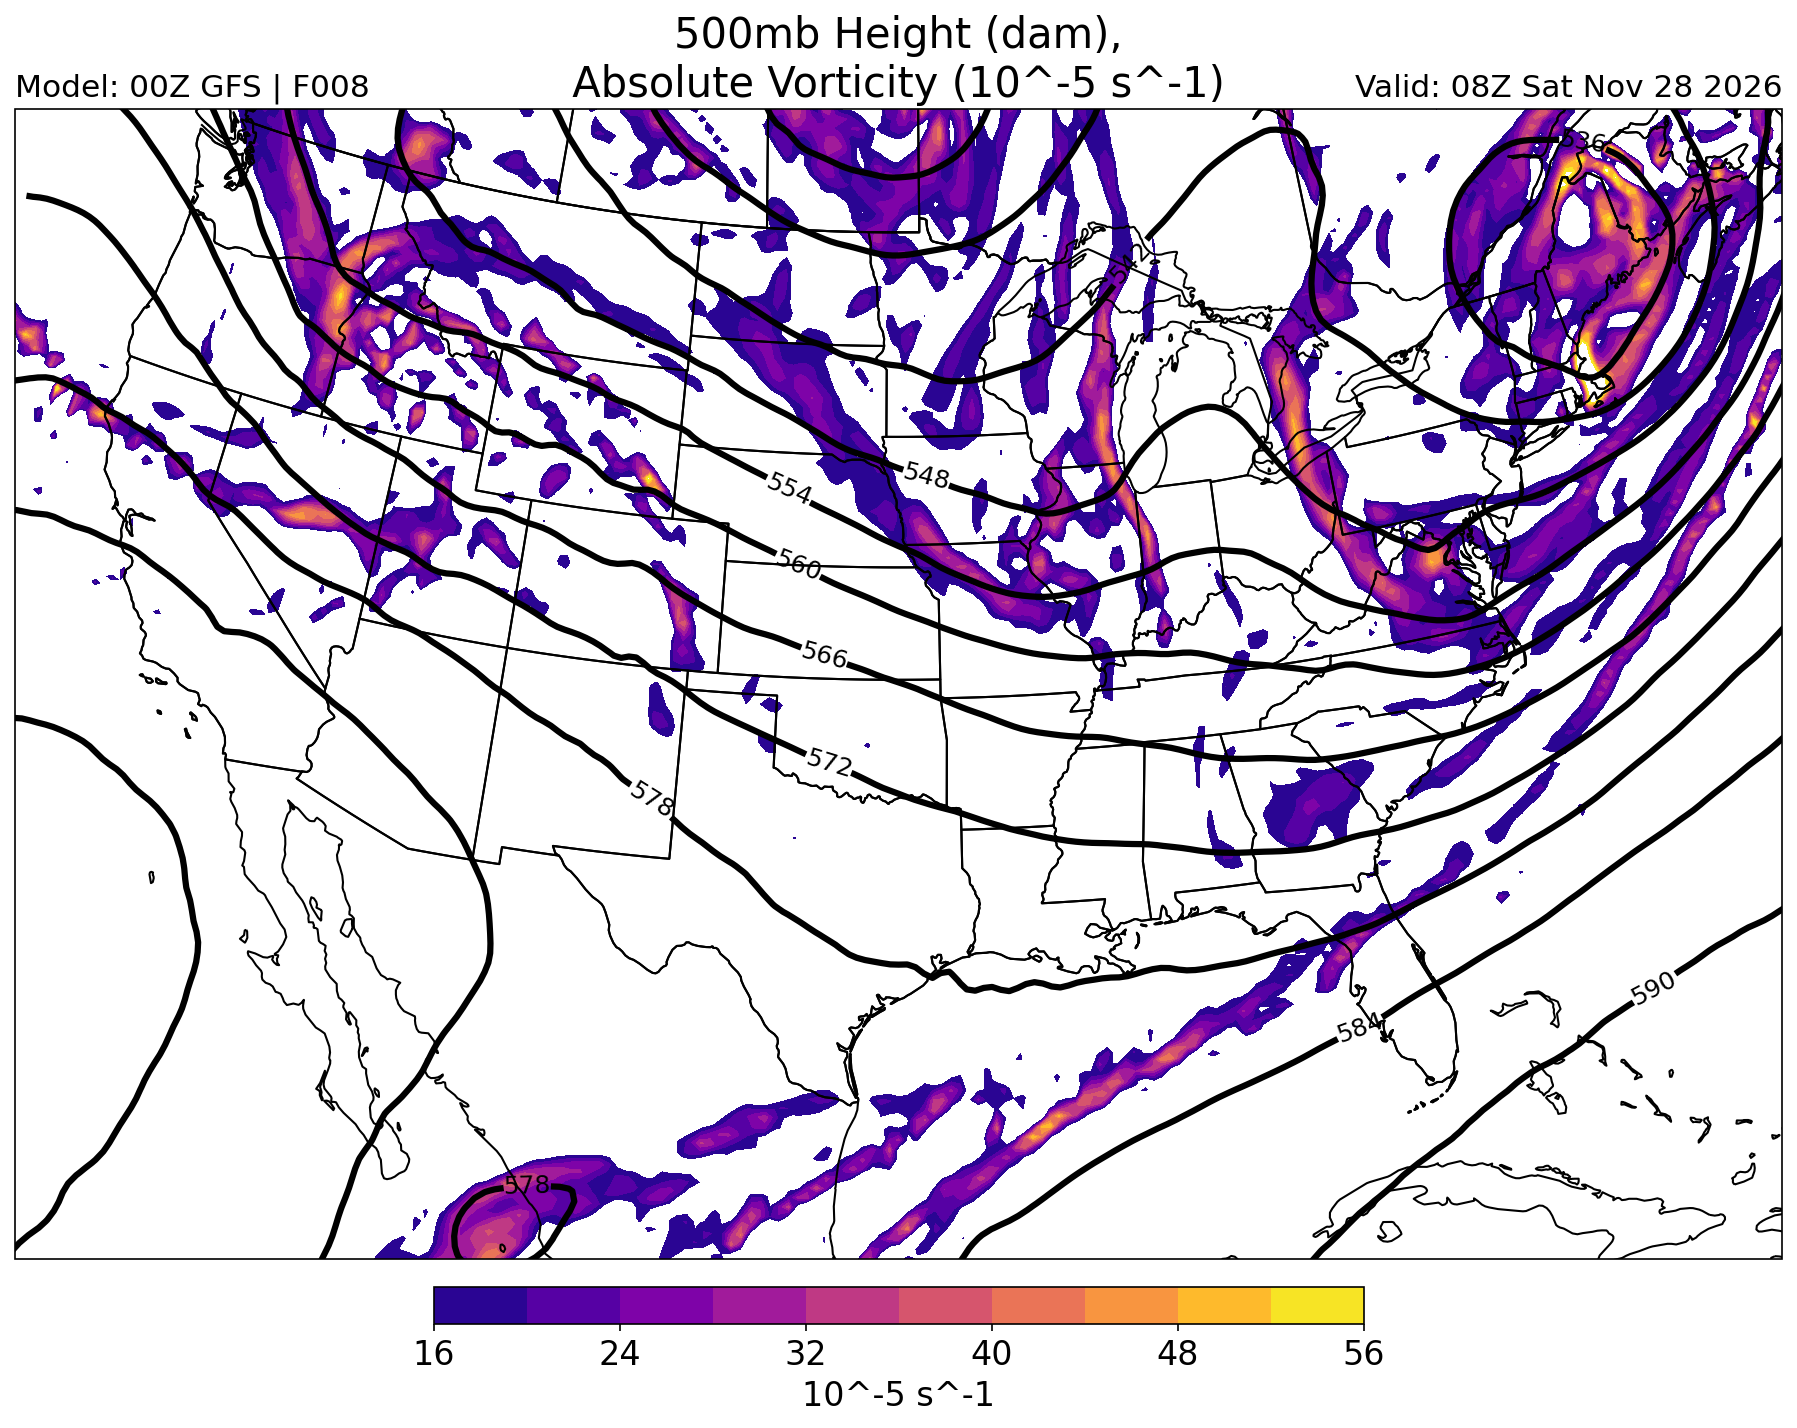 500mb Height (dam),
Absolute Vorticity (10^-5 s^-1)
Model: 00Z GFS | F008
Valid: 08Z Sat Nov 28 2026
536
548
554
560
566
572
578
584
590
578
16 24 32 40 48 56
10^-5 s^-1